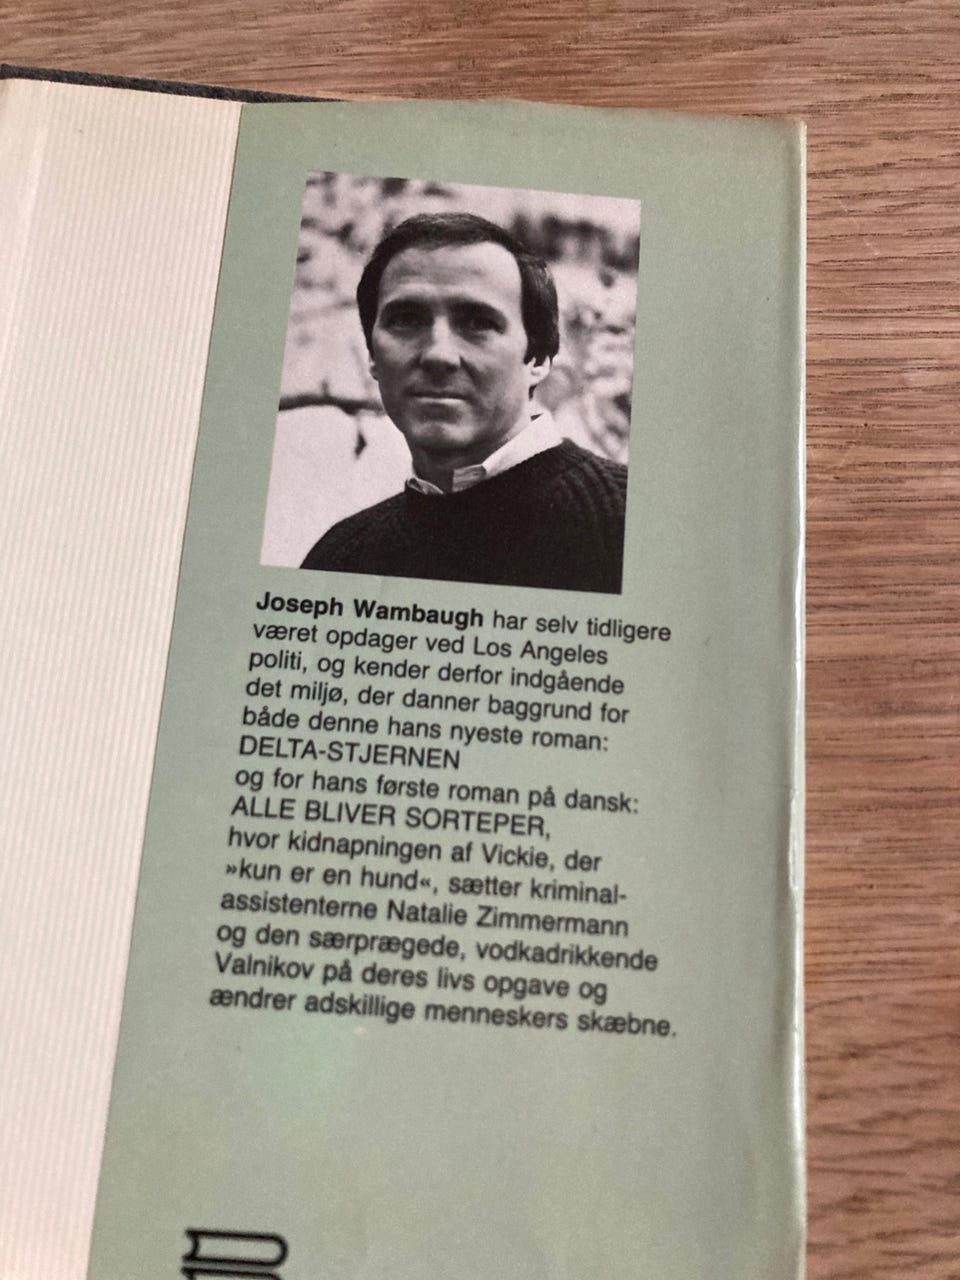 Joseph Wambaugh har selv tidligere
været opdager ved Los Angeles
politi, og kender derfor indgående
det miljø, der danner baggrund for
både denne hans nyeste roman:
DELTA-STJERNEN
og for hans første roman på dansk:
ALLE BLIVER SORTEPER,
hvor kidnapningen af Vickie, der
»kun er en hund«, sætter kriminal-
assistenterne Natalie Zimmermann
og den særprægede, vodkadrikkende
Valnikov på deres livs opgave og
ændrer adskillige menneskers skæbne.